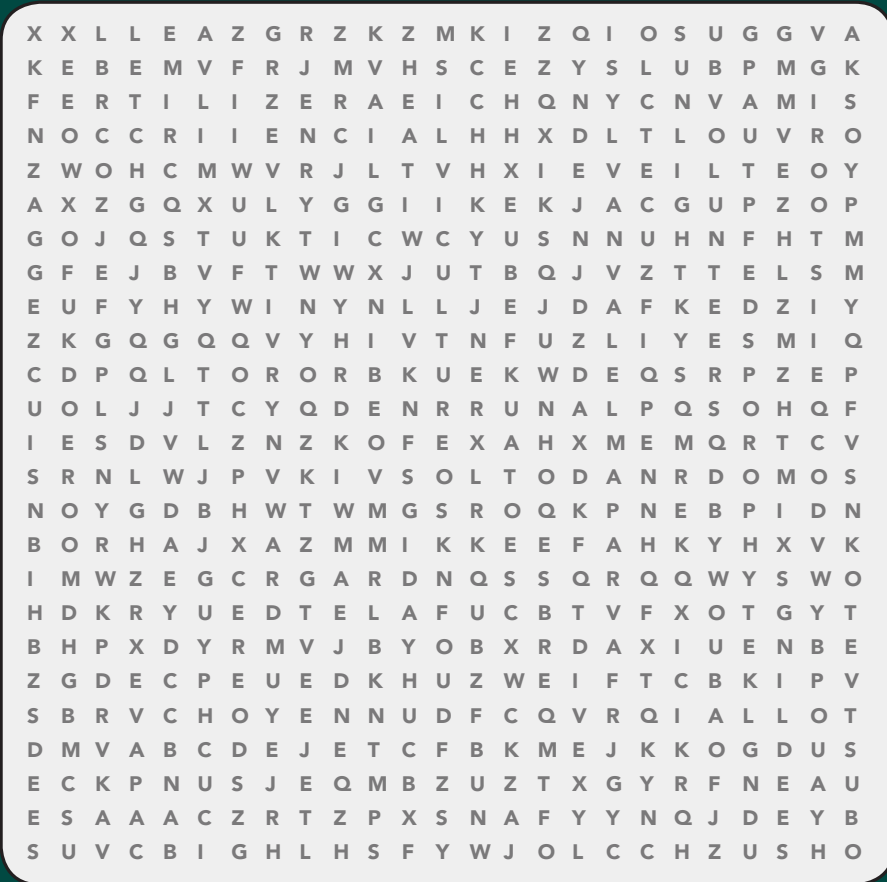 X X L L E A Z G R Z K Z M K I Z Q I O S U G G V A
K E B E M V F R J M V H S C E Z Y S L U B P M G K
F E R T I L I Z E R A E I C H Q N Y C N V A M I S
N O C C R I I E N C I A L H H X D L T L O U V R O
Z W O H C M W V R J L T V H X I E V E I L T E O Y
A X Z G Q X U L Y G G I I K E K J A C G U P Z O P
G O J Q S T U K T I C W C Y U S N N U H N F H T M
G F E J B V F T W W X J U T B Q J V Z T T E L S M
E U F Y H Y W I N Y N L L J E J D A F K E D Z I Y
Z K G Q G Q Q V Y H I V T N F U Z L I Y E S M I Q
C D P Q L T O R O R B K U E K W D E Q S R P Z E P
U O L J J T C Y Q D E N R R U N A L P Q S O H Q F
I E S D V L Z N Z K O F E X A H X M E M Q R T C V
S R N L W J P V K I V S O L T O D A N R D O M O S
N O Y G D B H W T W M G S R O Q K P N E B P I D N
B O R H A J X A Z M M I K K E E F A H K Y H X V K
I M W Z E G C R G A R D N Q S S Q R Q Q W Y S W O
H D K R Y U E D T E L A F U C B T V F X O T G Y T
B H P X D Y R M V J B Y O B X R D A X I U E N B E
Z G D E C P E U E D K H U Z W E I F T C B K I P V
S B R V C H O Y E N N U D F C Q V R Q I A L L O T
D M V A B C D E J E T C F B K M E J K K O G D U S
E C K P N U S J E Q M B Z U Z T X G Y R F N E A U
E S A A A C Z R T Z P X S N A F Y Y N Q J D E Y B
S U V C B I G H L H S F Y W J O L C C H Z U S H O